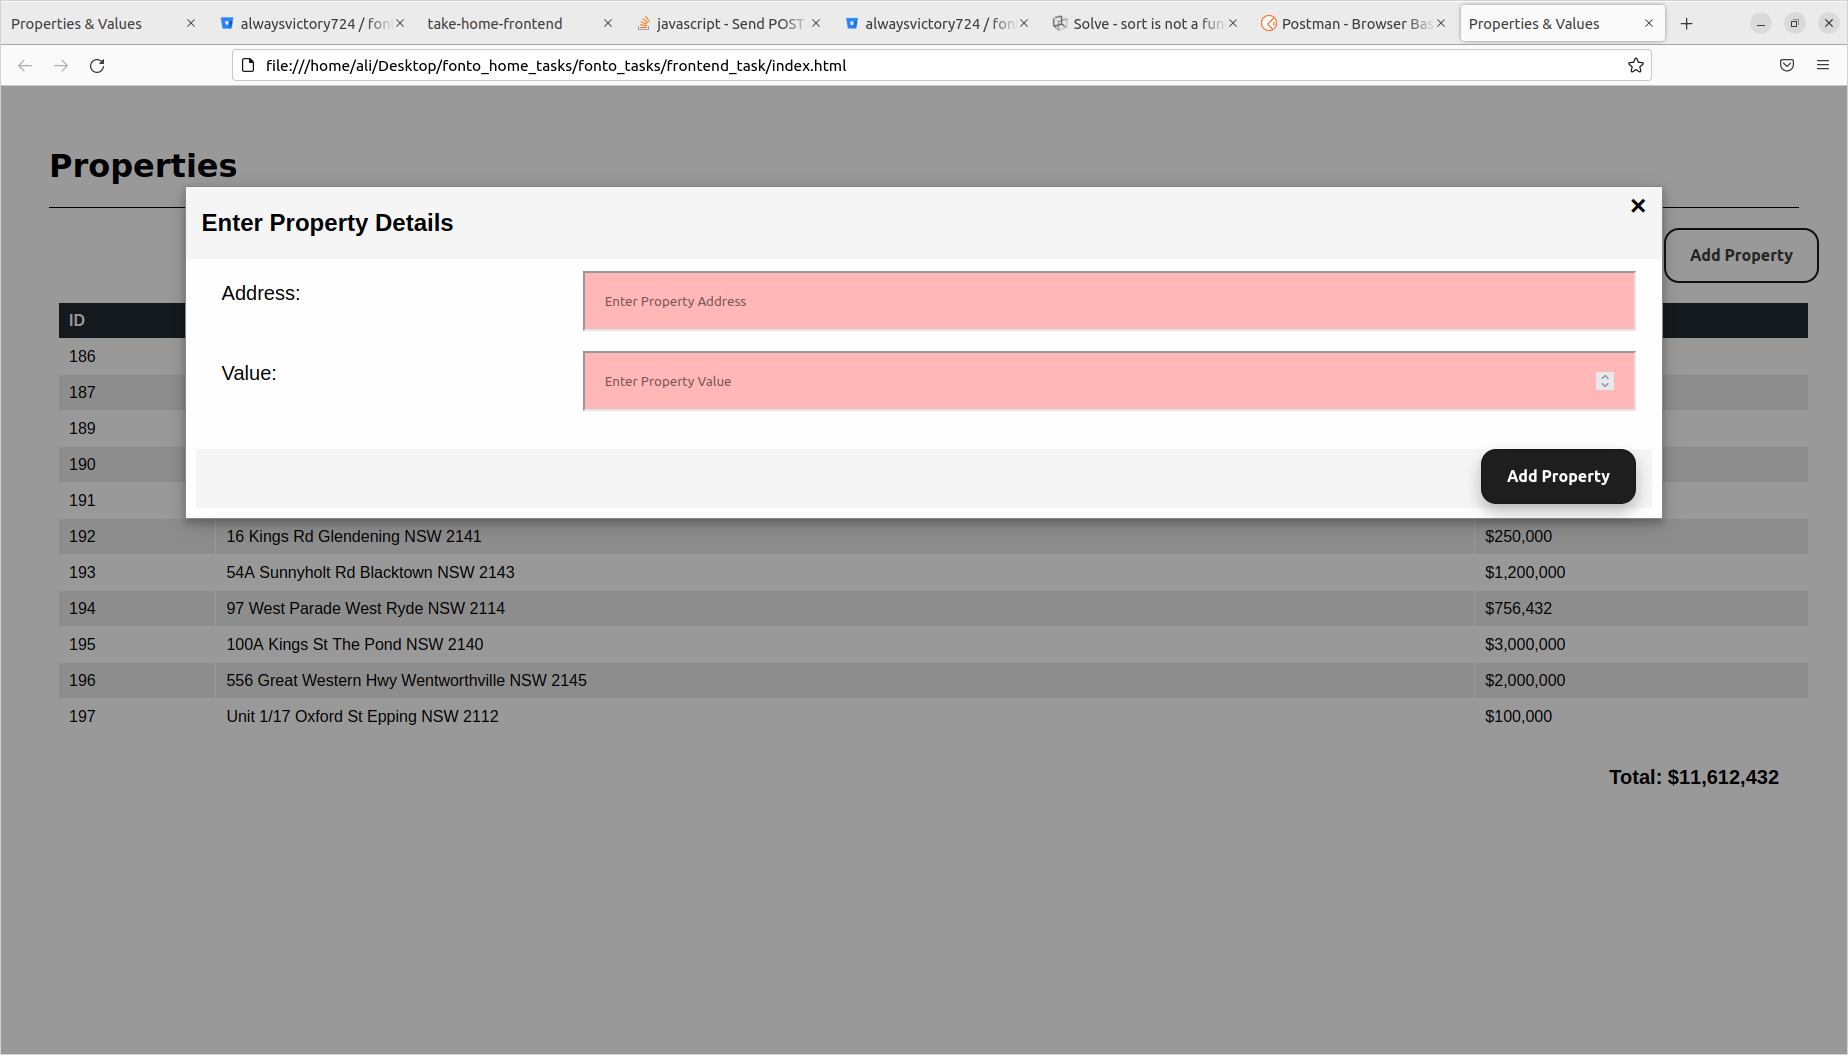 Properties & Values
alwaysvictory724 / fon
take-home-frontend
javascript - Send POST
alwaysvictory724 / fon
Solve - sort is not a fun
Postman - Browser Bas
Properties & Values
file:///home/ali/Desktop/fonto_home_tasks/fonto_tasks/frontend_task/index.html
Properties
Enter Property Details
Add Property
Address:
Enter Property Address
ID
186
Value:
Enter Property Value
187
189
190
Add Property
191
192 16 Kings Rd Glendening NSW 2141 $250,000
193 54A Sunnyholt Rd Blacktown NSW 2143 $1,200,000
194 97 West Parade West Ryde NSW 2114 $756,432
195 100A Kings St The Pond NSW 2140 $3,000,000
196 556 Great Western Hwy Wentworthville NSW 2145 $2,000,000
197 Unit 1/17 Oxford St Epping NSW 2112 $100,000
Total: $11,612,432